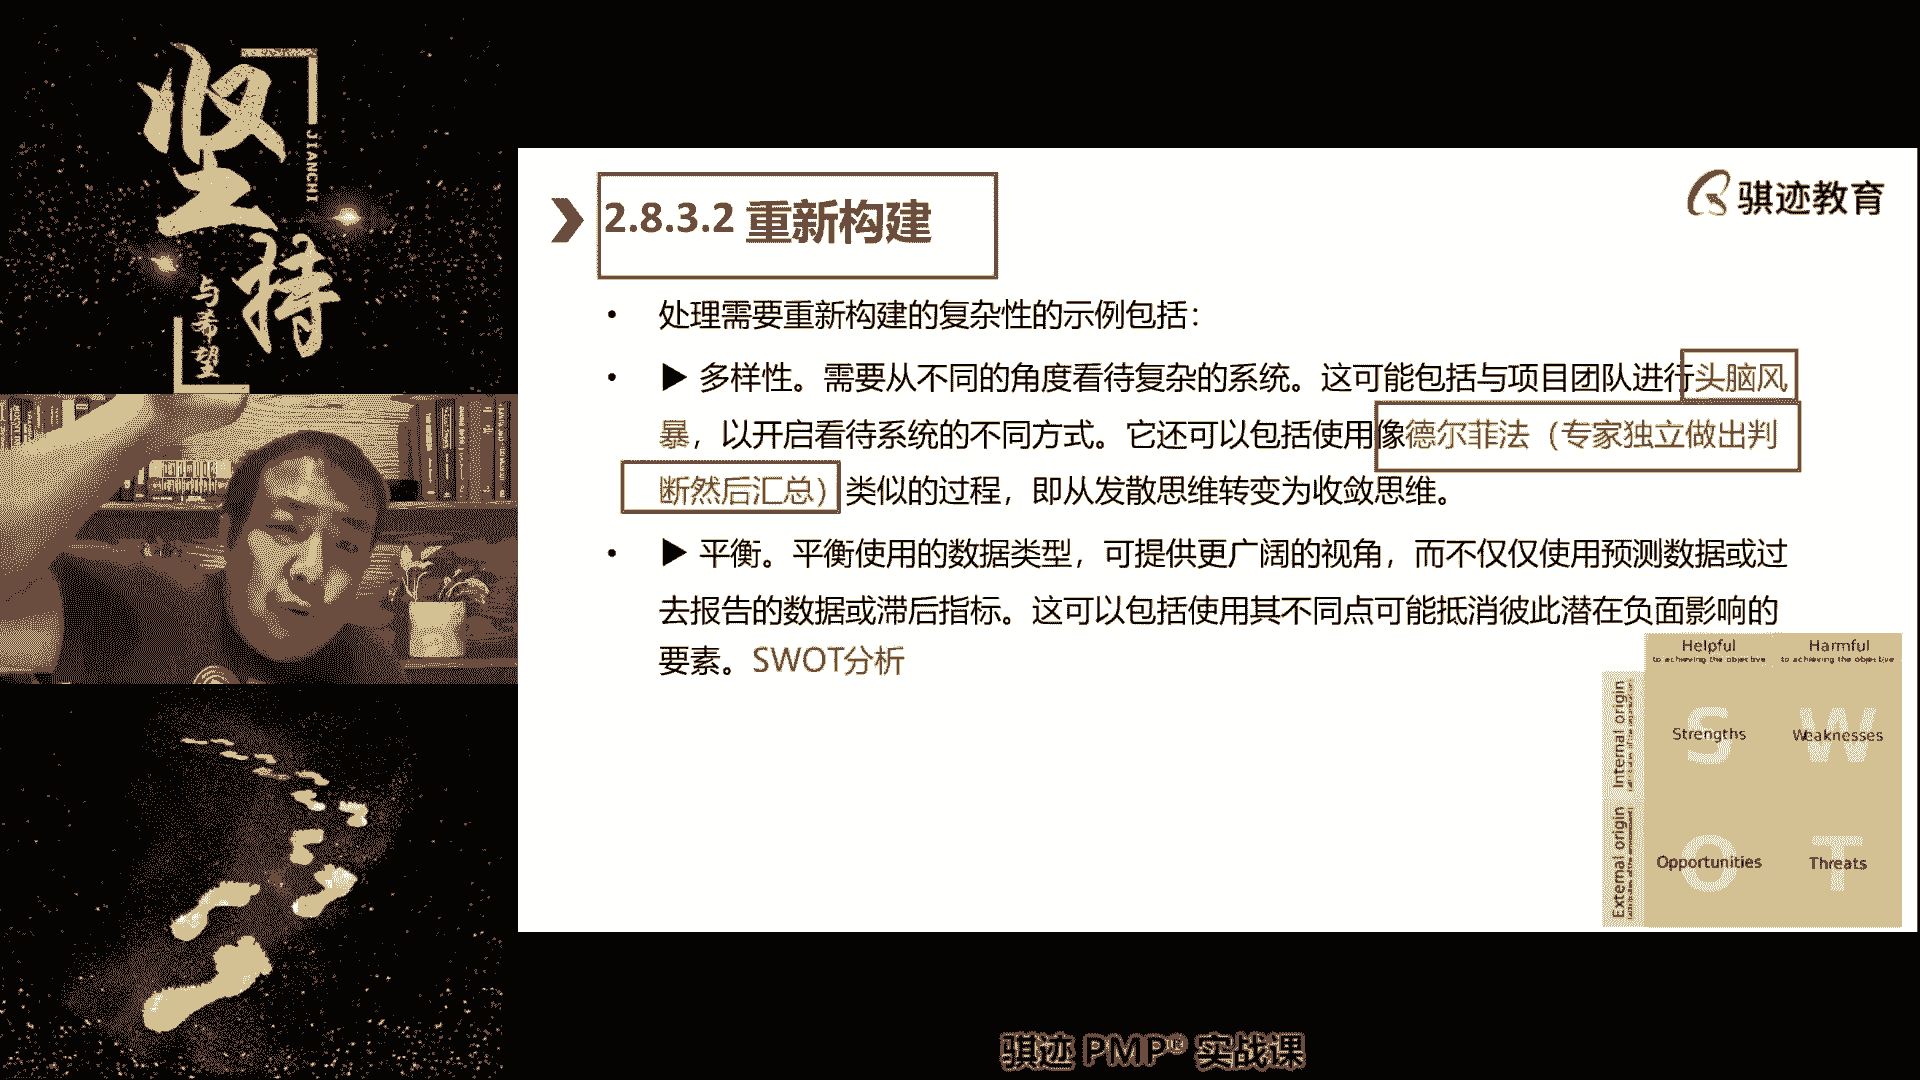 坚持
JIANCHI
与希望
骐迹教育
2.8.3.2 重新构建
• 处理需要重新构建的复杂性的示例包括：
• ▶ 多样性。需要从不同的角度看待复杂的系统。这可能包括与项目团队进行头脑风
暴，以开启看待系统的不同方式。它还可以包括使用像德尔菲法（专家独立做出判
断然后汇总）类似的过程，即从发散思维转变为收敛思维。
• ▶ 平衡。平衡使用的数据类型，可提供更广阔的视角，而不仅仅使用预测数据或过
去报告的数据或滞后指标。这可以包括使用其不同点可能抵消彼此潜在负面影响的
要素。SWOT分析
Helpful
to achieving the objective
Harmful
to achieving the objective
Internal origin
S
Strengths
W
Weaknesses
External origin
O
Opportunities
T
Threats
骐迹 PMP® 实战课